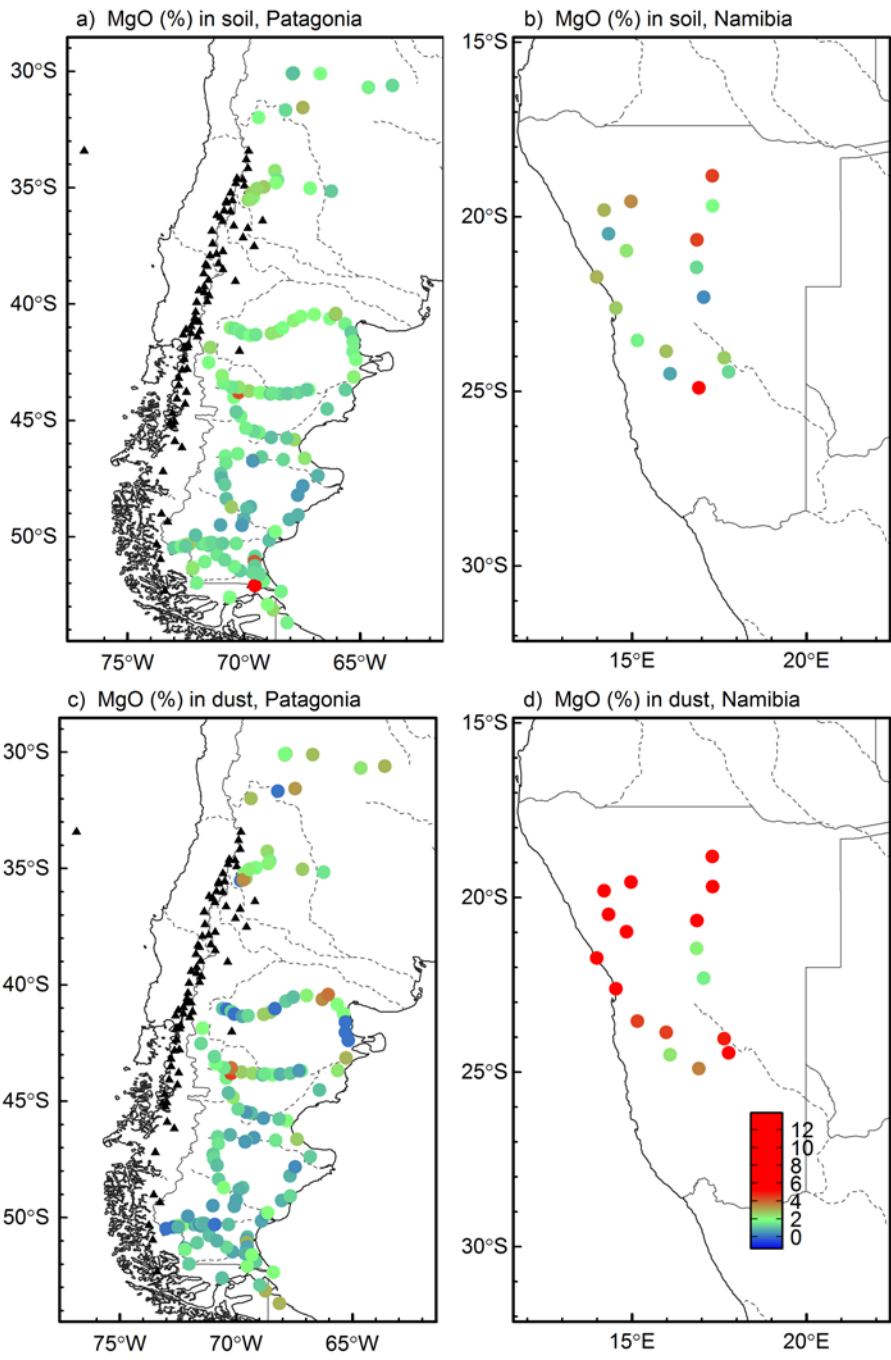 a) MgO (%) in soil, Patagonia
b) MgO (%) in soil, Namibia
30°S
35°S
40°S
45°S
50°S
75°W 70°W 65°W
15°S
20°S
25°S
30°S
15°E 20°E
c) MgO (%) in dust, Patagonia
d) MgO (%) in dust, Namibia
30°S
35°S
40°S
45°S
50°S
75°W 70°W 65°W
15°S
20°S
25°S
30°S
15°E 20°E
12
10
8
6
4
2
0